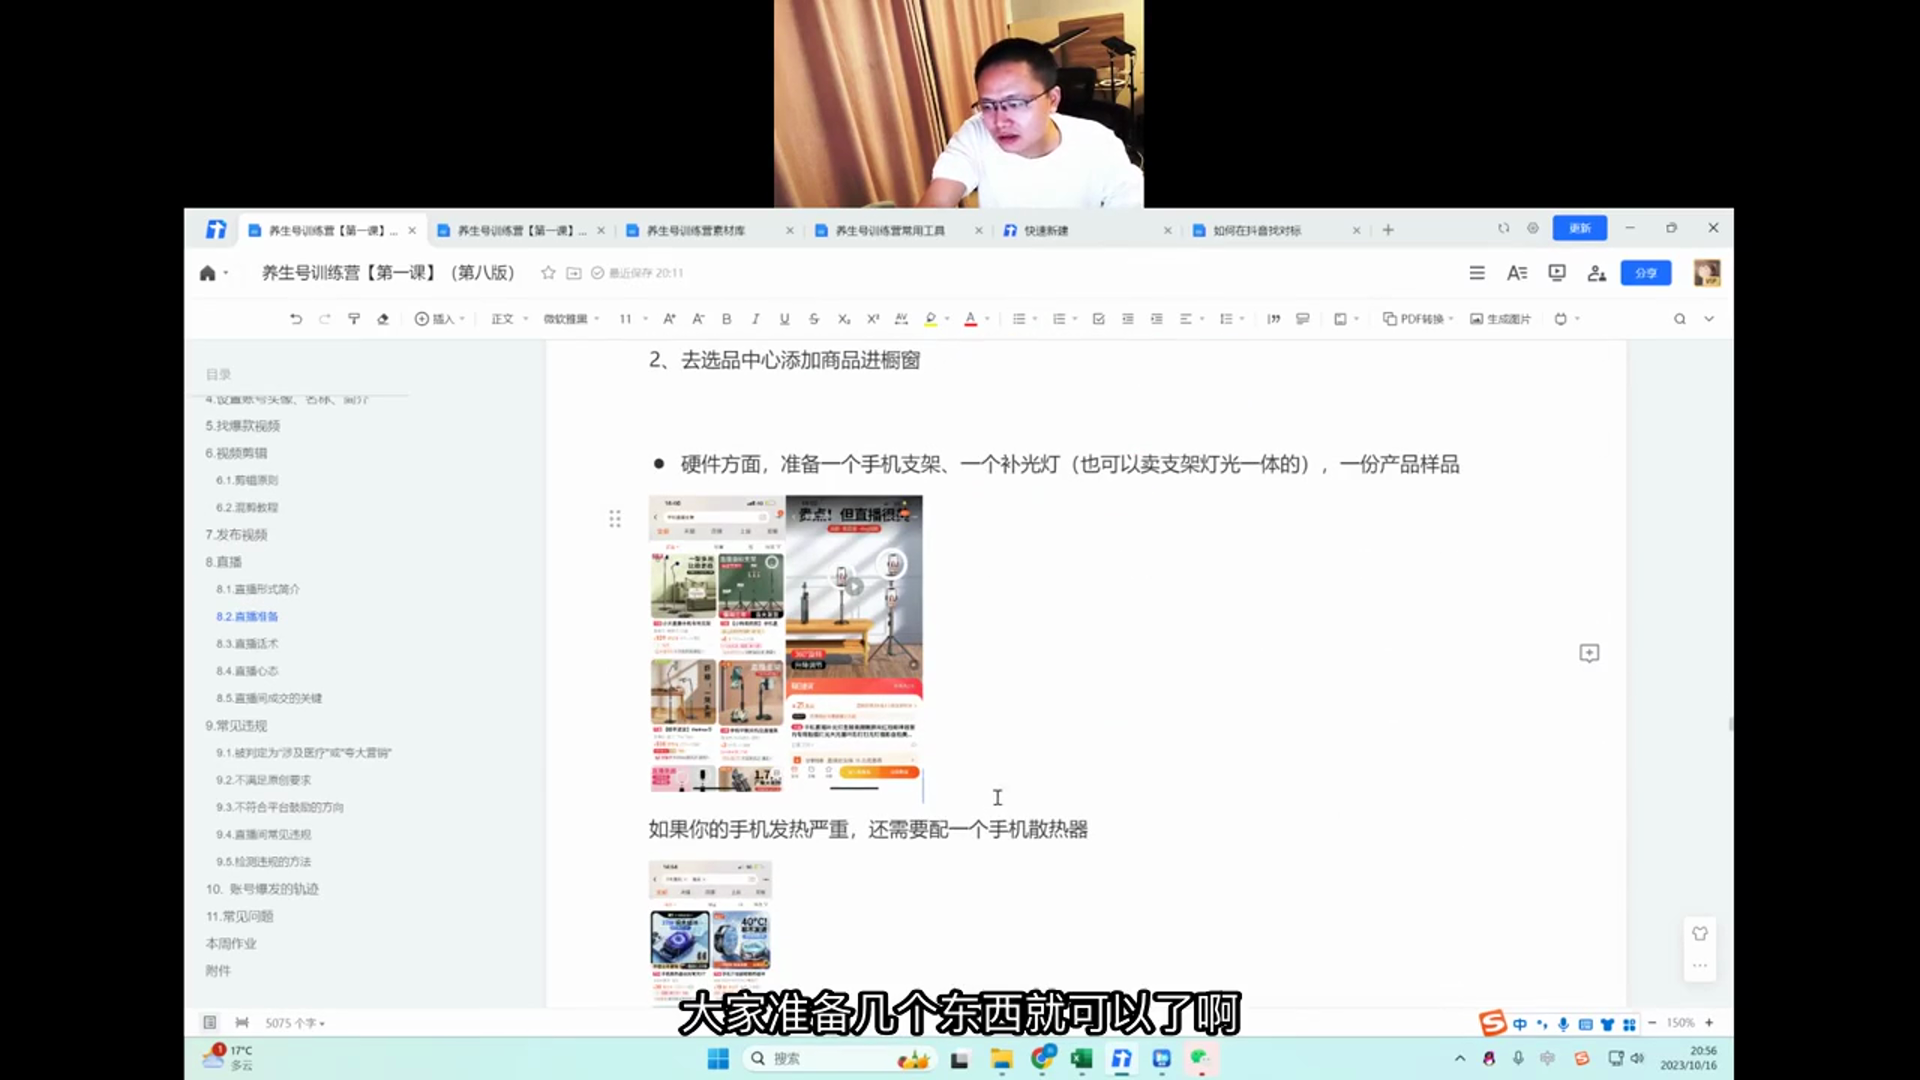 养生号训练营【第一课】...
养生号训练营【第一课】...
养生号训练营素材库
养生号训练营常用工具
快速新建
如何在抖音找对标
更新
养生号训练营【第一课】（第八版）
最近保存 20:11
分享
插入
正文
微软雅黑
11
PDF转换
生成图片
目录
4.设置账号头像、名称、简介
5.找爆款视频
6.视频剪辑
6.1.剪辑原则
6.2.混剪教程
7.发布视频
8.直播
8.1.直播形式简介
8.2.直播准备
8.3.直播话术
8.4.直播心态
8.5.直播间成交的关键
9.常见违规
9.1.被判定为“涉及医疗”或“夸大营销”
9.2.不满足原创要求
9.3.不符合平台鼓励的方向
9.4.直播间常见违规
9.5.检测违规的方法
10. 账号爆发的轨迹
11.常见问题
本周作业
附件
2、去选品中心添加商品进橱窗
● 硬件方面，准备一个手机支架、一个补光灯（也可以卖支架灯光一体的），一份产品样品
贵点！但直播很
如果你的手机发热严重，还需要配一个手机散热器
40°C!
大家准备几个东西就可以了啊
5075 个字
中
150%
17°C
多云
搜索
20:56
2023/10/16